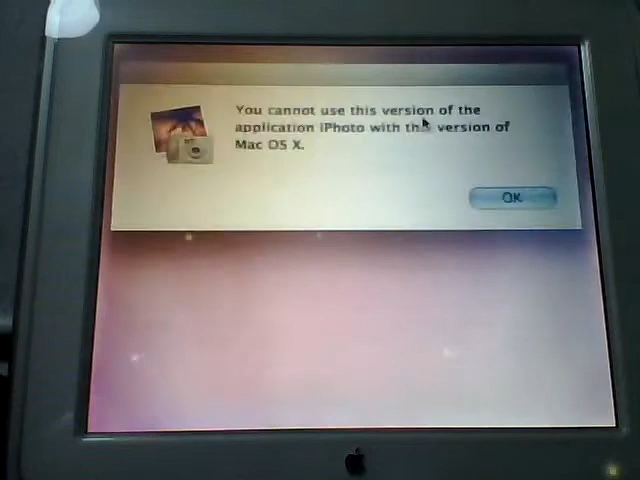 You cannot use this version of the
application iPhoto with this version of
Mac OS X.
OK